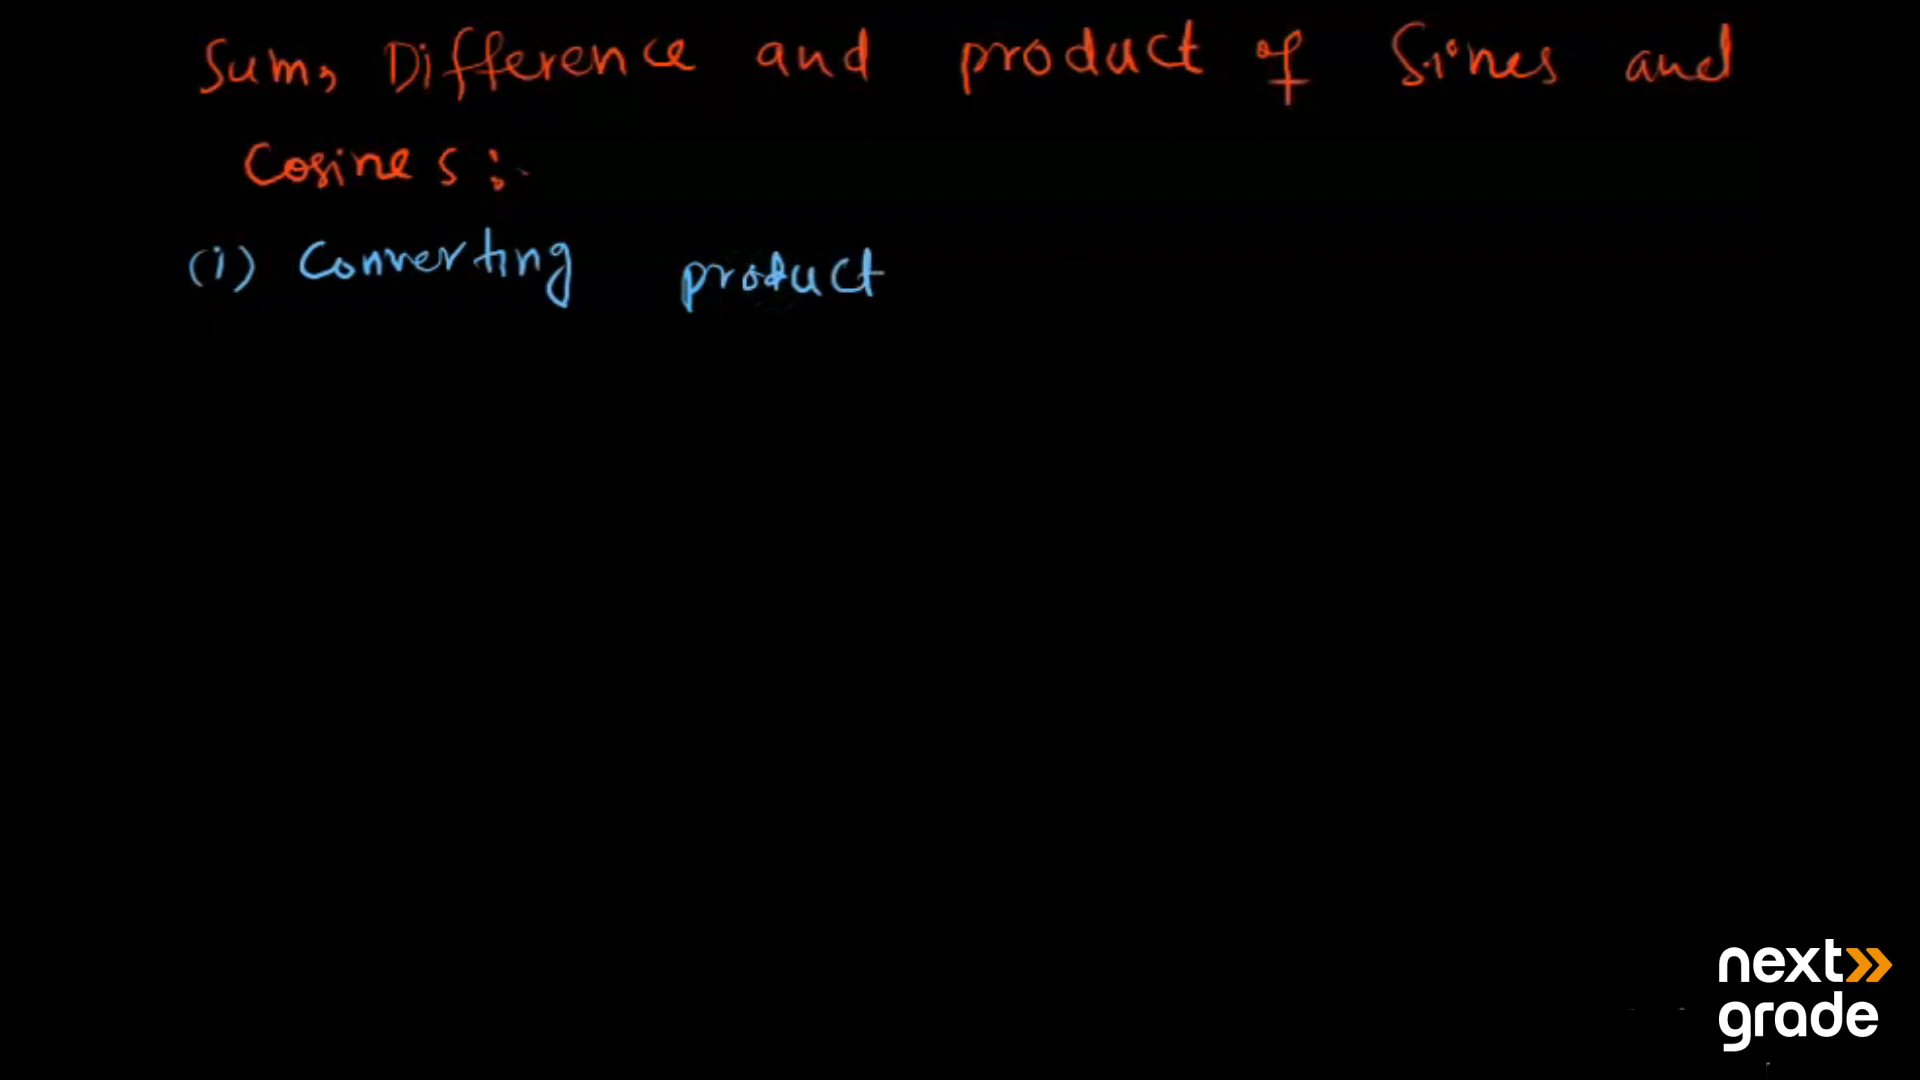 Sum, Difference and product of Sines and
Cosines :-
(i) Converting product
next
grade